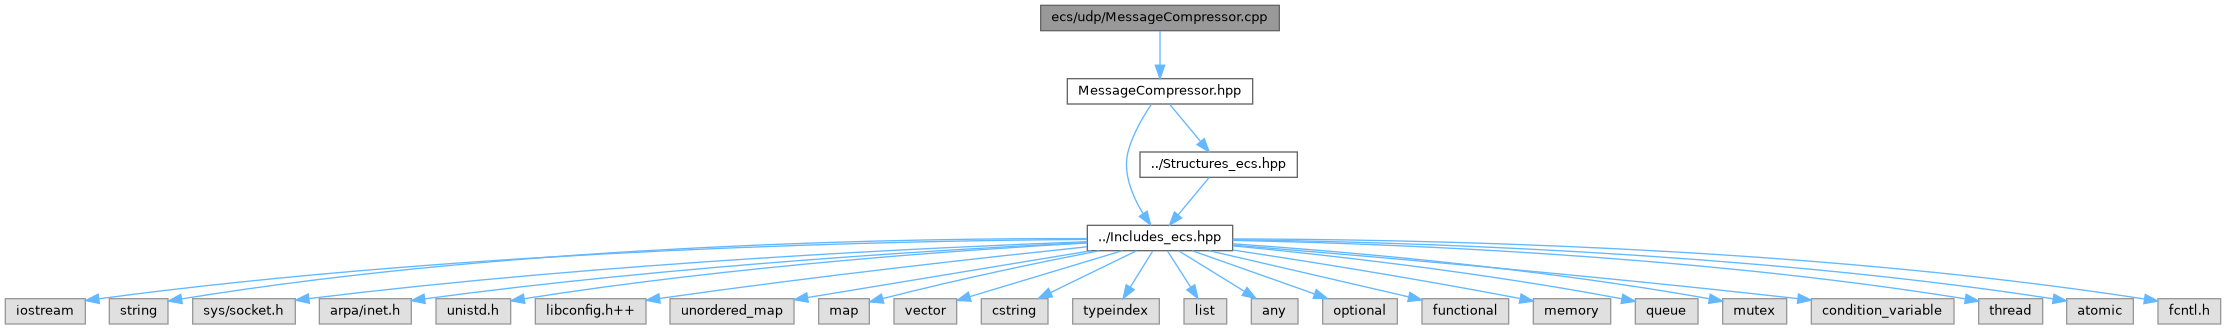 ecs/udp/MessageCompressor.cpp
MessageCompressor.hpp
../Structures_ecs.hpp
../Includes_ecs.hpp
iostream
string
sys/socket.h
arpa/inet.h
unistd.h
libconfig.h++
unordered_map
map
vector
cstring
typeindex
list
any
optional
functional
memory
queue
mutex
condition_variable
thread
atomic
fcntl.h